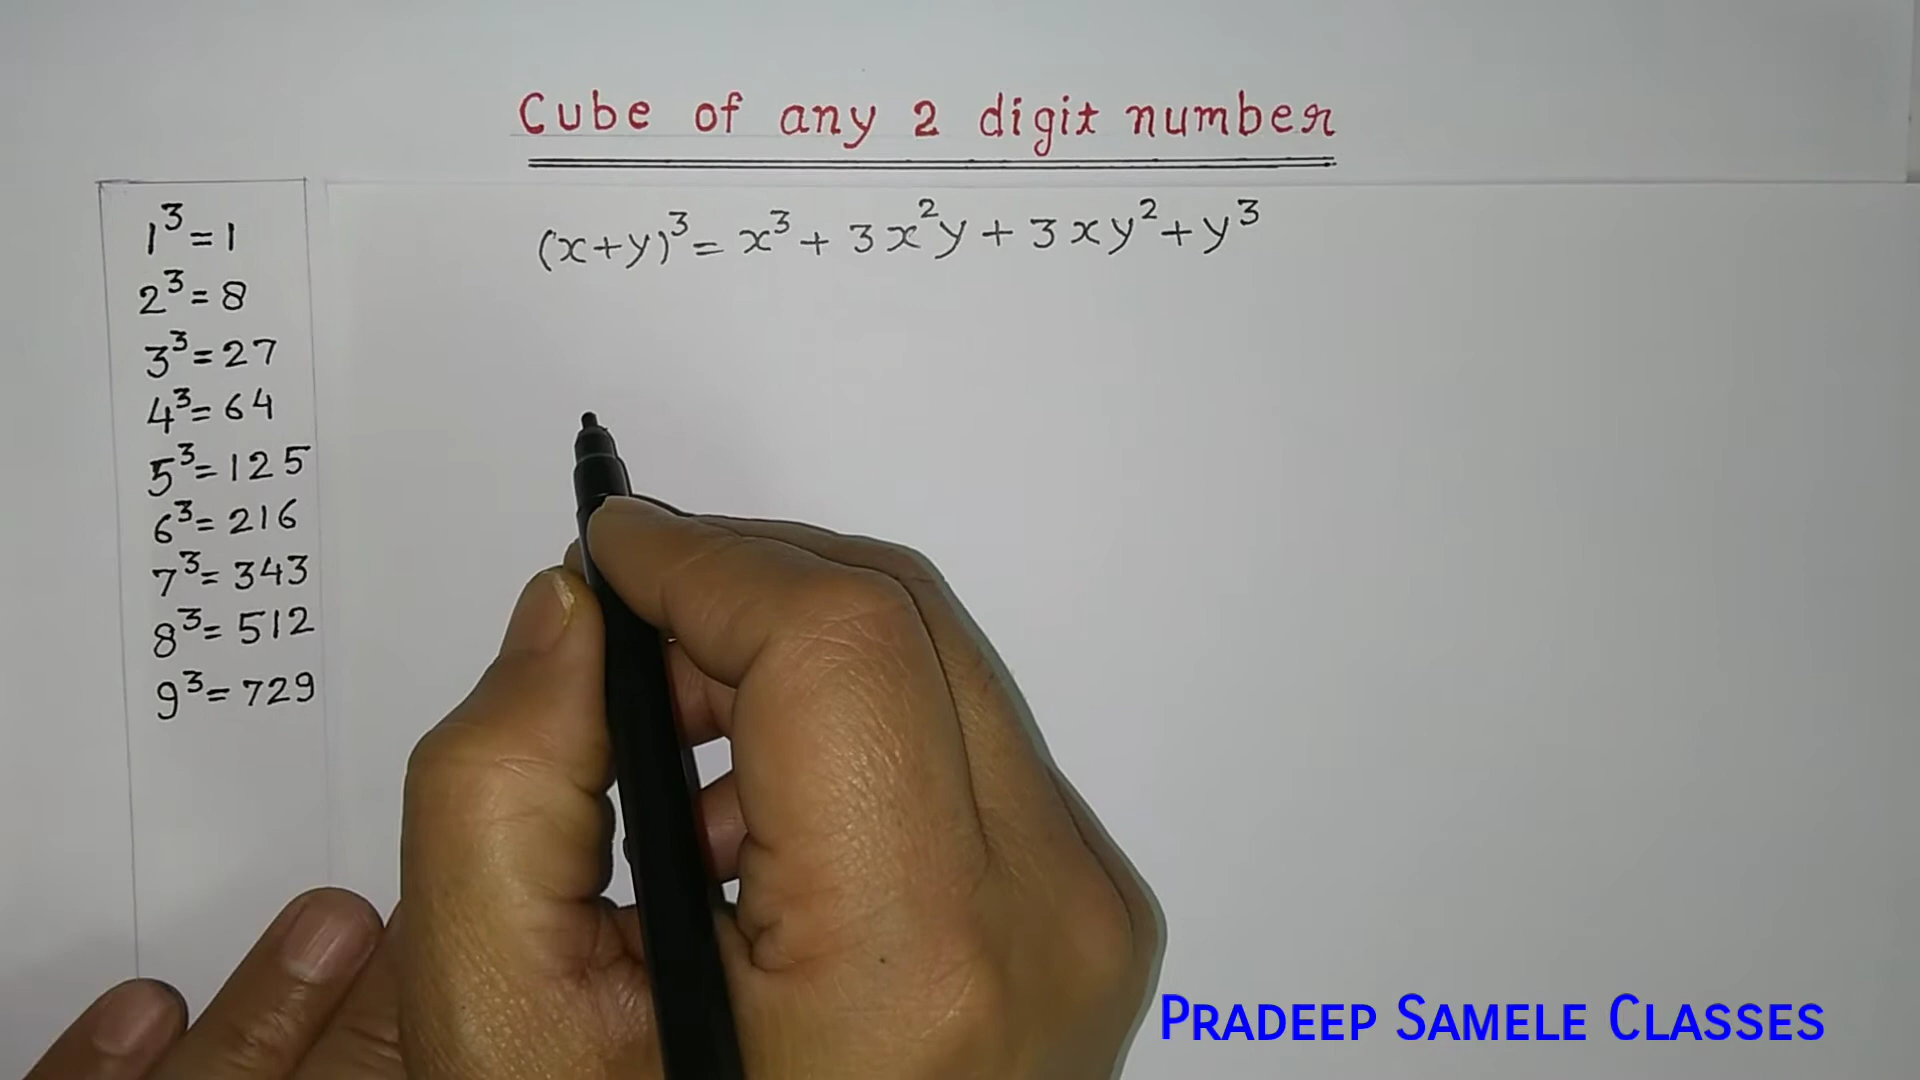 Cube of any 2 digit number
(x+y)³ = x³ + 3x²y + 3xy² + y³
1³ = 1
2³ = 8
3³ = 27
4³ = 64
5³ = 125
6³ = 216
7³ = 343
8³ = 512
9³ = 729
PRADEEP SAMELE CLASSES